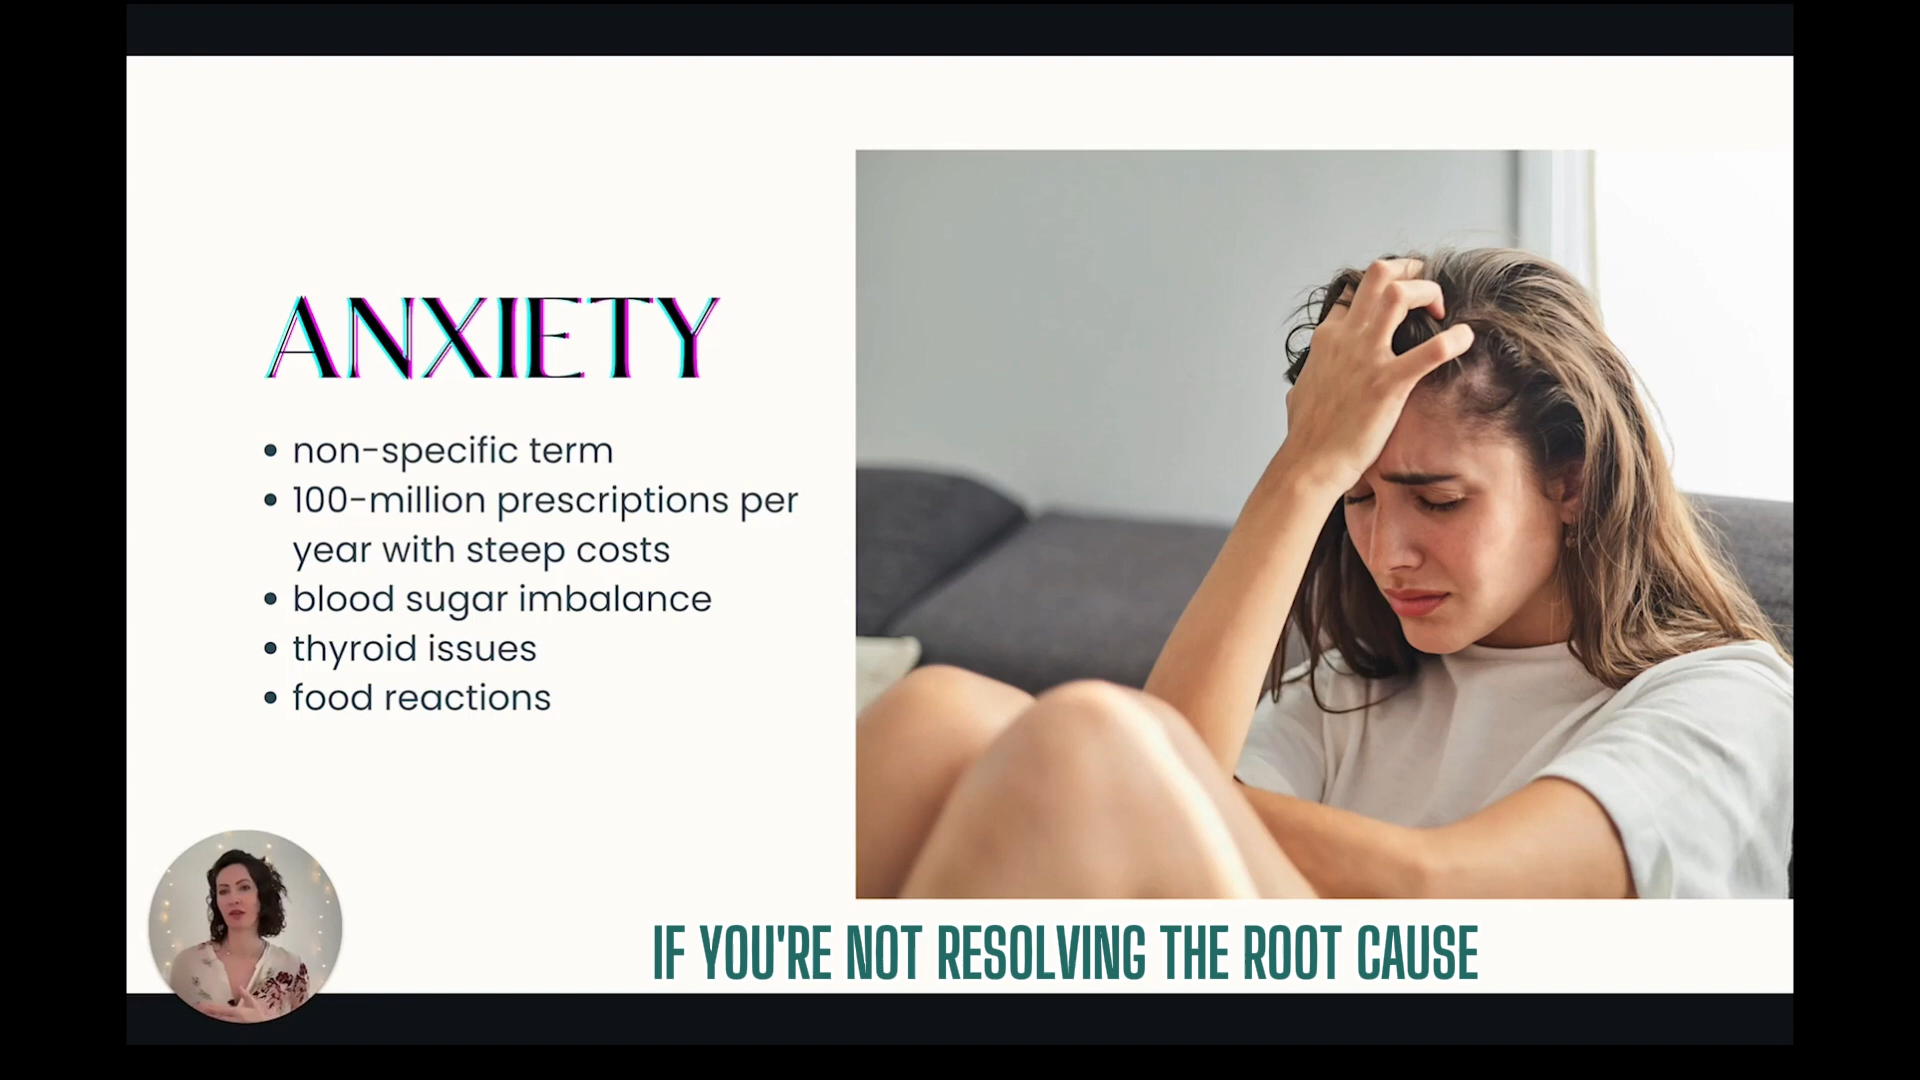 ANXIETY
• non-specific term
• 100-million prescriptions per
year with steep costs
• blood sugar imbalance
• thyroid issues
• food reactions
IF YOU'RE NOT RESOLVING THE ROOT CAUSE